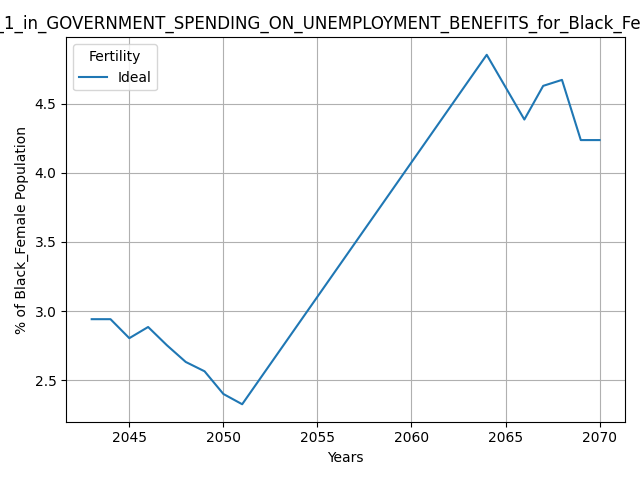 _1_in_GOVERNMENT_SPENDING_ON_UNEMPLOYMENT_BENEFITS_for_Black_Fe
Fertility
Ideal
% of Black_Female Population
4.5
4.0
3.5
3.0
2.5
2045 2050 2055 2060 2065 2070
Years